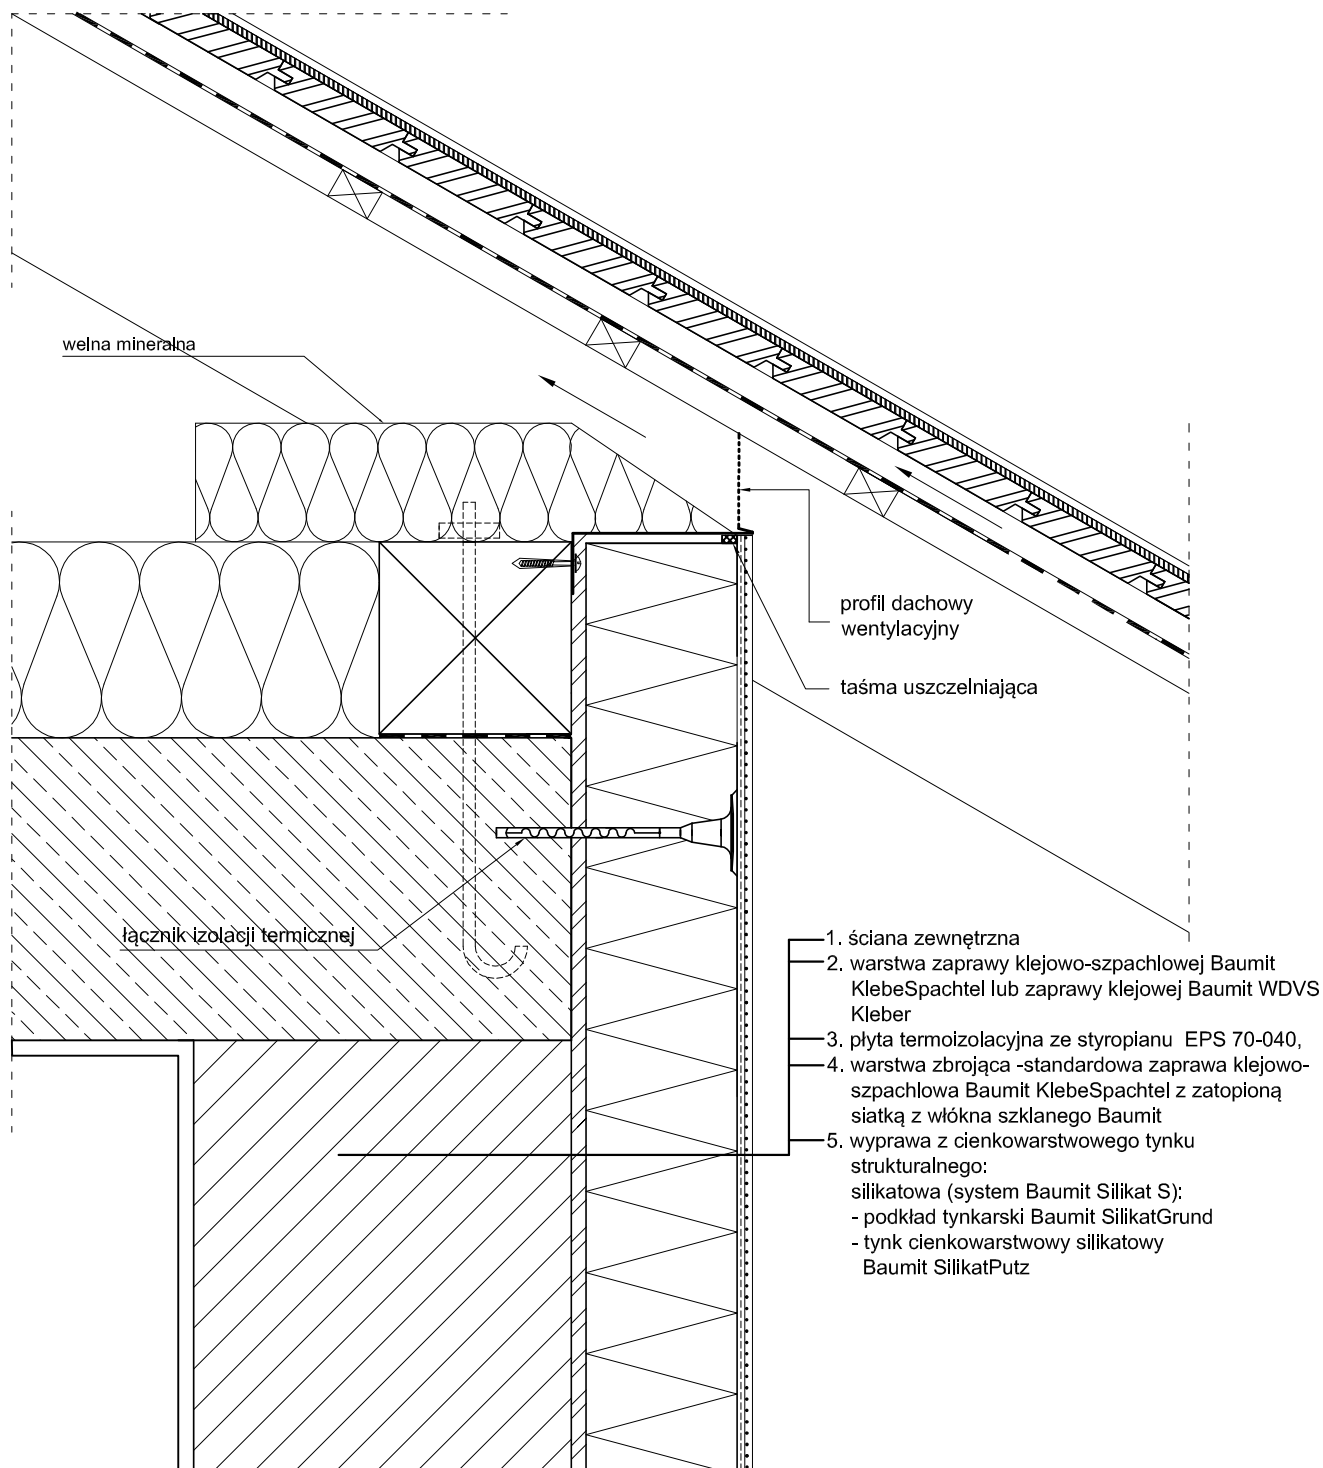 wełna mineralna
profil dachowy
wentylacyjny
taśma uszczelniająca
łącznik izolacji termicznej
1. ściana zewnętrzna
2. warstwa zaprawy klejowo-szpachlowej Baumit
KlebeSpachtel lub zaprawy klejowej Baumit WDVS
Kleber
3. płyta termoizolacyjna ze styropianu EPS 70-040,
4. warstwa zbrojąca -standardowa zaprawa klejowo-
szpachlowa Baumit KlebeSpachtel z zatopioną
siatką z włókna szklanego Baumit
5. wyprawa z cienkowarstwowego tynku
strukturalnego:
silikatowa (system Baumit Silikat S):
- podkład tynkarski Baumit SilikatGrund
- tynk cienkowarstwowy silikatowy
Baumit SilikatPutz